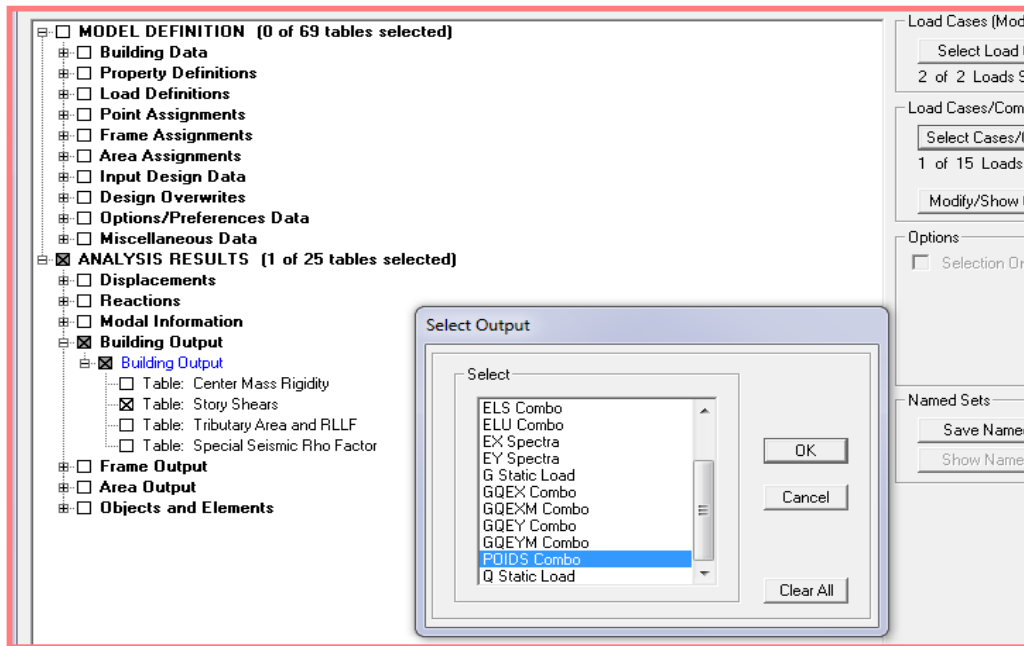 MODEL DEFINITION (0 of 69 tables selected)
Building Data
Property Definitions
Load Definitions
Point Assignments
Frame Assignments
Area Assignments
Input Design Data
Design Overwrites
Options/Preferences Data
Miscellaneous Data
ANALYSIS RESULTS (1 of 25 tables selected)
Displacements
Reactions
Modal Information
Building Output
Building Output
Table: Center Mass Rigidity
Table: Story Shears
Table: Tributary Area and RLLF
Table: Special Seismic Rho Factor
Frame Output
Area Output
Objects and Elements
Select Output
Select
ELS Combo
ELU Combo
EX Spectra
EY Spectra
G Static Load
GQEX Combo
GQEXM Combo
GQEY Combo
GQEYM Combo
POIDS Combo
Q Static Load
OK
Cancel
Clear All
Load Cases (Mod
Select Load
2 of 2 Loads S
Load Cases/Com
Select Cases/
1 of 15 Loads
Modify/Show
Options
Selection On
Named Sets
Save Name
Show Name